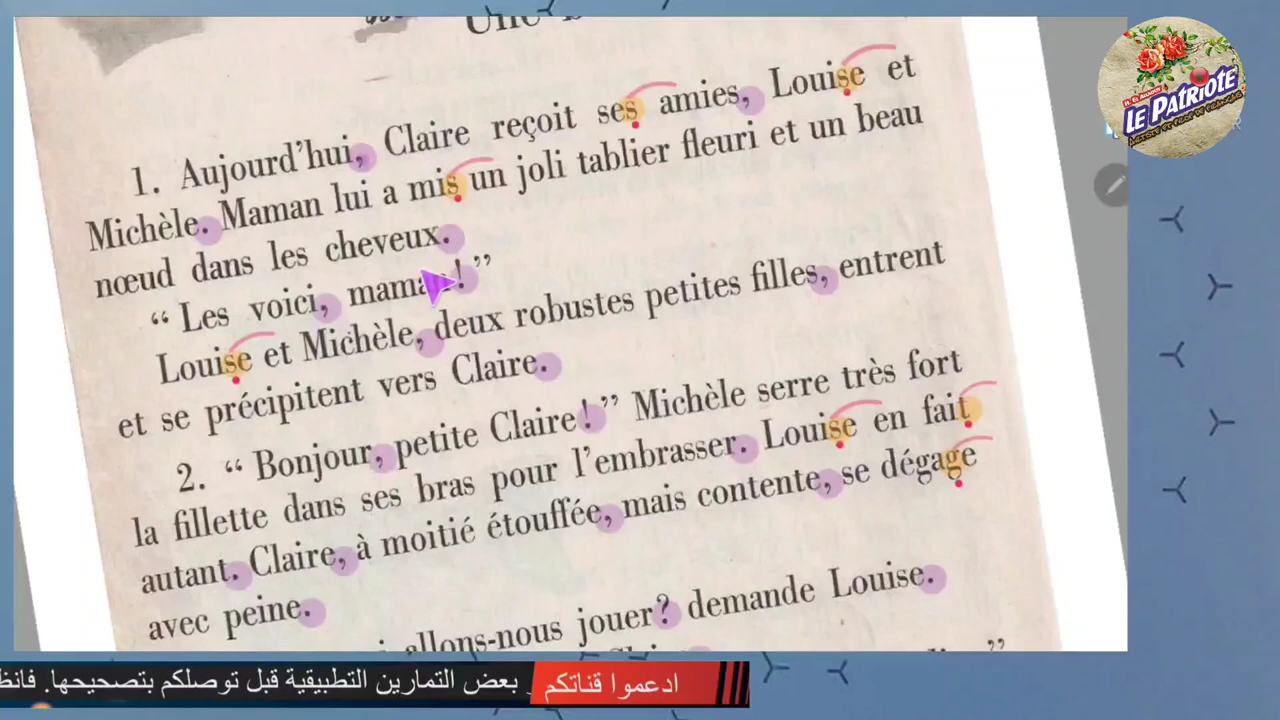 1. Aujourd'hui, Claire reçoit ses amies, Louise et
Michèle. Maman lui a mis un joli tablier fleuri et un beau
nœud dans les cheveux.
“ Les voici, maman ! ”
Louise et Michèle, deux robustes petites filles, entrent
et se précipitent vers Claire.
2. “ Bonjour, petite Claire ! ” Michèle serre très fort
la fillette dans ses bras pour l'embrasser. Louise en fait
autant. Claire, à moitié étouffée, mais contente, se dégage
avec peine.
allons-nous jouer ? demande Louise.
LE PATRIOTE
ادعموا قناتكم
بعض التمارين التطبيقية قبل توصلكم بتصحيحها.